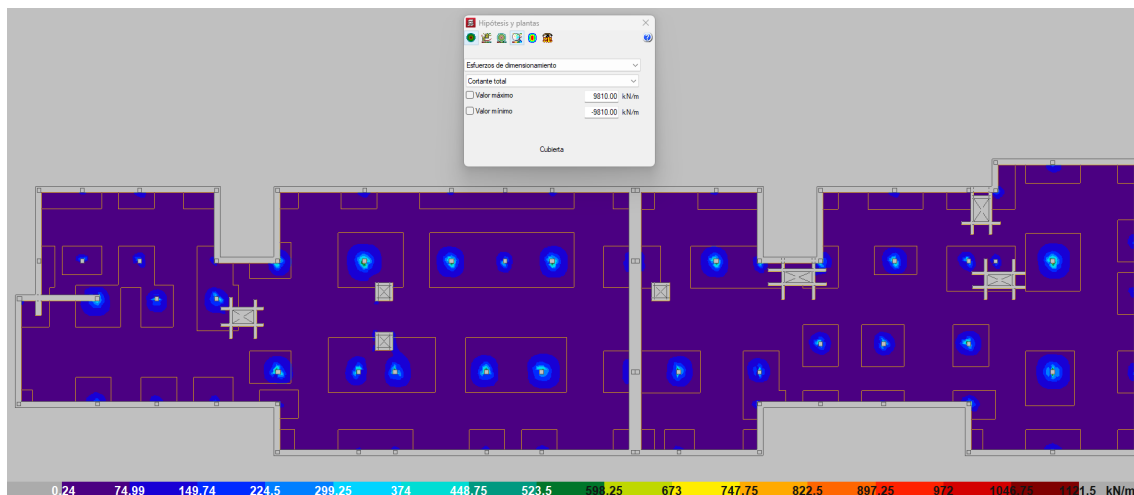 Hipótesis y plantas
Esfuerzos de dimensionamiento
Cortante total
Valor máximo 9810.00 kN/m
Valor mínimo -9810.00 kN/m
Cubierta
0.24 74.99 149.74 224.5 299.25 374 448.75 523.5 598.25 673 747.75 822.5 897.25 972 1046.75 1121.5 kN/m